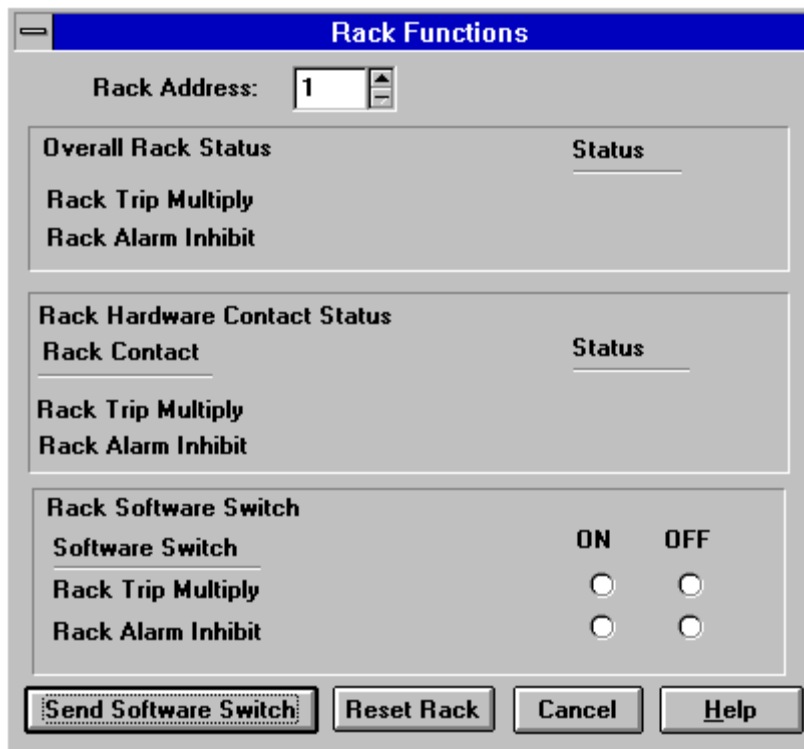 Rack Functions
Rack Address: 1
Overall Rack Status Status
Rack Trip Multiply
Rack Alarm Inhibit
Rack Hardware Contact Status
Rack Contact Status
Rack Trip Multiply
Rack Alarm Inhibit
Rack Software Switch
Software Switch ON OFF
Rack Trip Multiply
Rack Alarm Inhibit
Send Software Switch Reset Rack Cancel Help